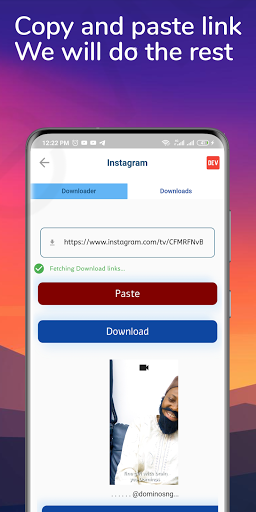 Copy and paste link
We will do the rest
12:22 PM
Instagram
DEV
Downloader
Downloads
https://www.instagram.com/tv/CFMRFNvB
Fetching Download links...
Paste
Download
......@dominosng...